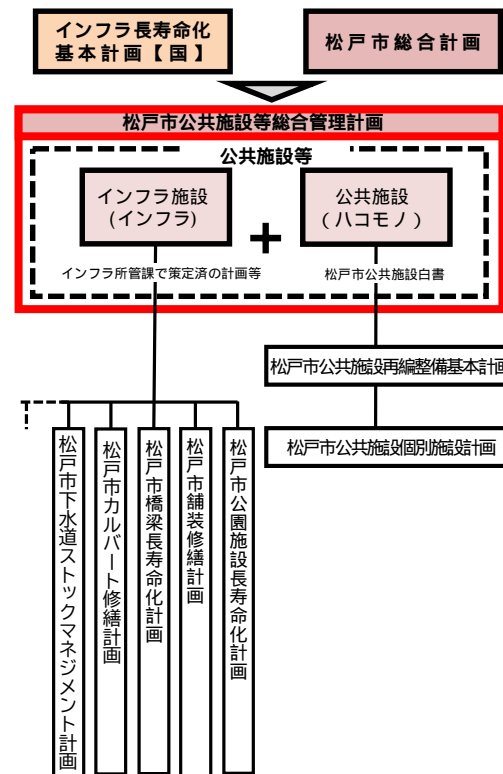 インフラ長寿命化
基本計画【国】
松戸市総合計画
松戸市公共施設等総合管理計画
公共施設等
インフラ施設
(インフラ)
+
公共施設
(ハコモノ)
インフラ所管課で策定済の計画等
松戸市公共施設白書
松戸市公共施設再編整備基本計画
松戸市公共施設個別施設計画
松戸市下水道ストックマネジメント計画
松戸市カルバート修繕計画
松戸市橋梁長寿命化計画
松戸市舗装修繕計画
松戸市公園施設長寿命化計画